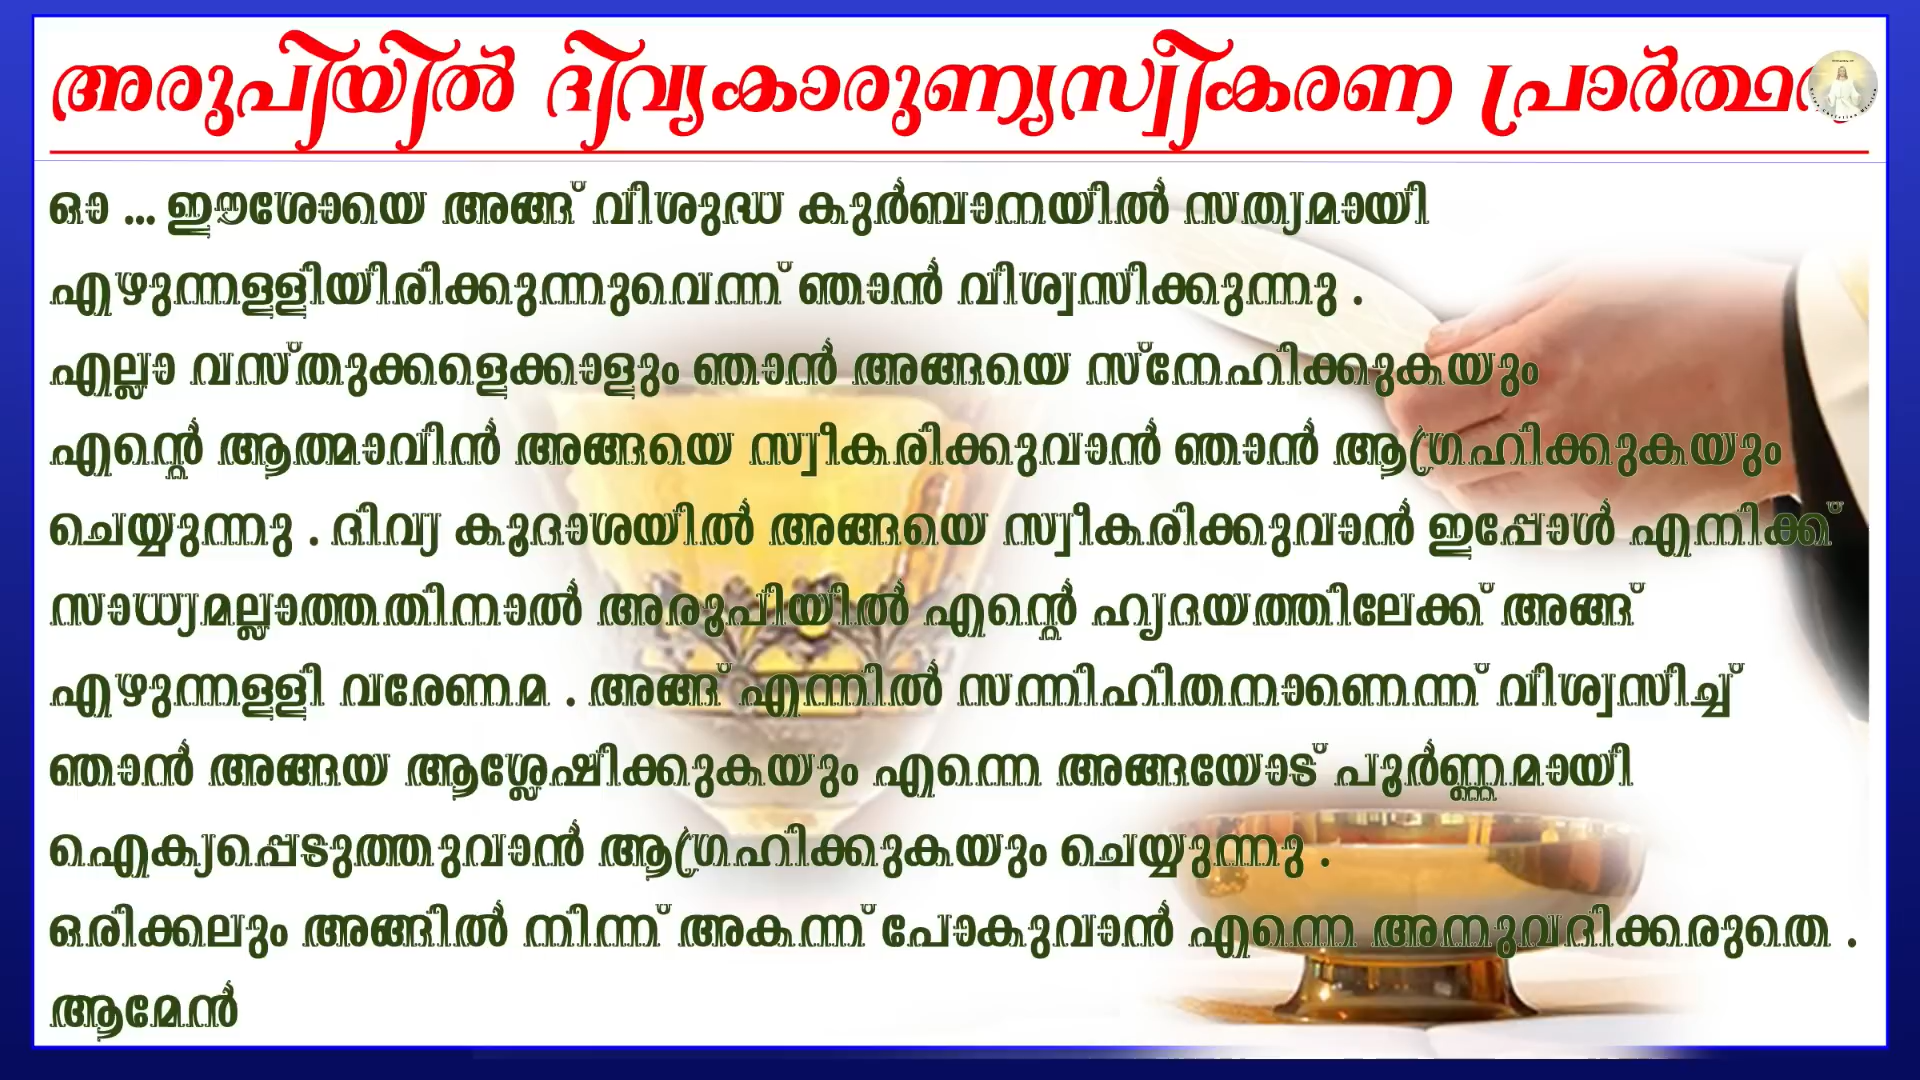 അരൂപിയിൽ ദിവ്യകാരുണ്യസ്വീകരണ
ഓ ... ഈശോയെ അങ്ങ് വിശുദ്ധ കുർബാനയിൽ സത്യമായി
എഴുന്നള്ളിയിരിക്കുന്നുവെന്ന് ഞാൻ വിശ്വസിക്കുന്നു .
എല്ലാ വസ്തുക്കളെക്കാളും ഞാൻ അങ്ങയെ സ്നേഹിക്കുകയും
എന്റെ ആത്മാവിൻ അങ്ങയെ സ്വീകരിക്കുവാൻ ഞാൻ ആഗ്രഹിക്കുകയും
ചെയ്യുന്നു . ദിവ്യ കൂദാശയിൽ അങ്ങയെ സ്വീകരിക്കുവാൻ ഇപ്പോൾ എനിക്ക്
സാധ്യമല്ലാത്തതിനാൽ അരൂപിയിൽ എന്റെ ഹൃദയത്തിലേക്ക് അങ്ങ്
എഴുന്നള്ളി വരേണമ . അങ്ങ് എന്നിൽ സന്നിഹിതനാണെന്ന് വിശ്വസിച്ച്
ഞാൻ അങ്ങയ ആശ്ലേഷിക്കുകയും എന്നെ അങ്ങയോട് പൂർണ്ണമായി
ഐക്യപ്പെടുത്തുവാൻ ആഗ്രഹിക്കുകയും ചെയ്യുന്നു .
ഒരിക്കലും അങ്ങിൽ നിന്ന് അകന്ന് പോകുവാൻ എന്നെ അനുവദിക്കരുതെ .
ആമേൻ